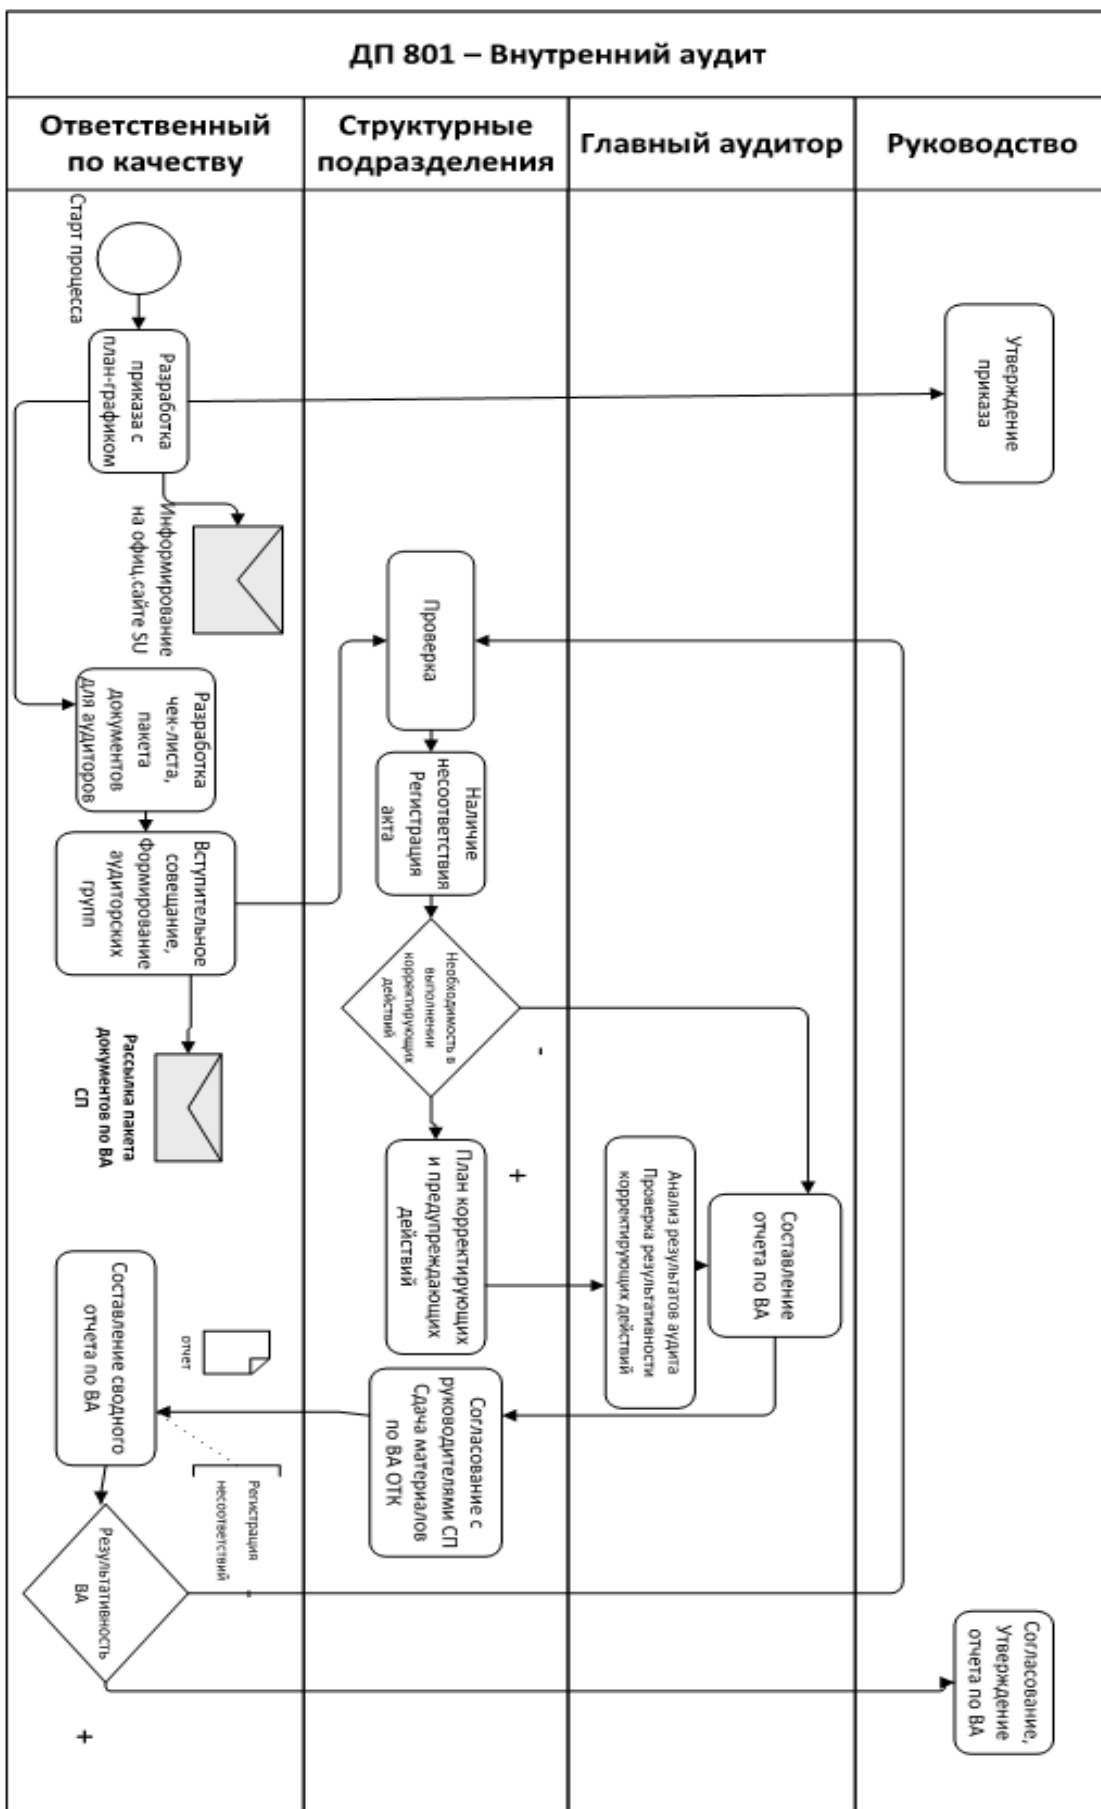 ДП 801 – Внутренний аудит
Ответственный
по качеству
Структурные
подразделения
Главный аудитор
Руководство
Старт процесса
Разработка
приказа с
план-графиком
Утверждение
приказа
Информирование
на офиц.сайте SU
Разработка
чек-листа,
пакета
документов
для аудиторов
Вступительное
совещание,
Формирование
аудиторских
групп
Рассылка пакета
документов по ВА
СП
Проверка
Наличие
несоответствия
Регистрация
акта
Необходимость в
выполнении
корректирующих
действий
-
+
План корректирующих
и предупреждающих
действий
Анализ результатов аудита
Проверка результативности
корректирующих действий
Составление
отчета по ВА
Согласование с
руководителями СП
Сдача материалов
по ВА ОТК
отчет
Составление сводного
отчета по ВА
Регистрация
несоответствий
-
Результативность
ВА
+
Согласование,
Утверждение
отчета по ВА